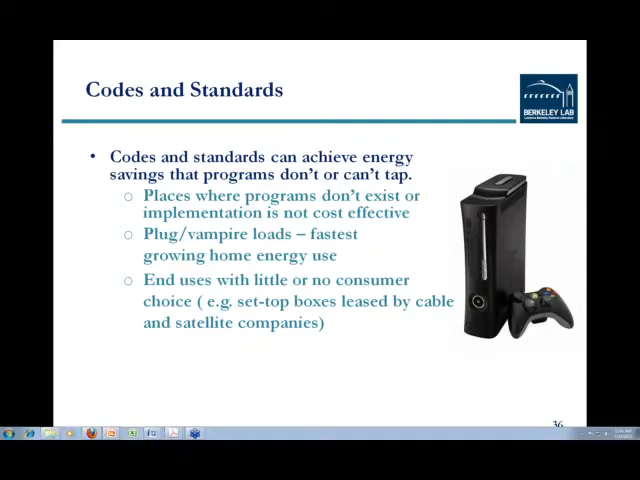 Codes and Standards
BERKELEY LAB
• Codes and standards can achieve energy
savings that programs don't or can't tap.
○ Places where programs don't exist or
implementation is not cost effective
○ Plug/vampire loads – fastest
growing home energy use
○ End uses with little or no consumer
choice ( e.g. set-top boxes leased by cable
and satellite companies)
36